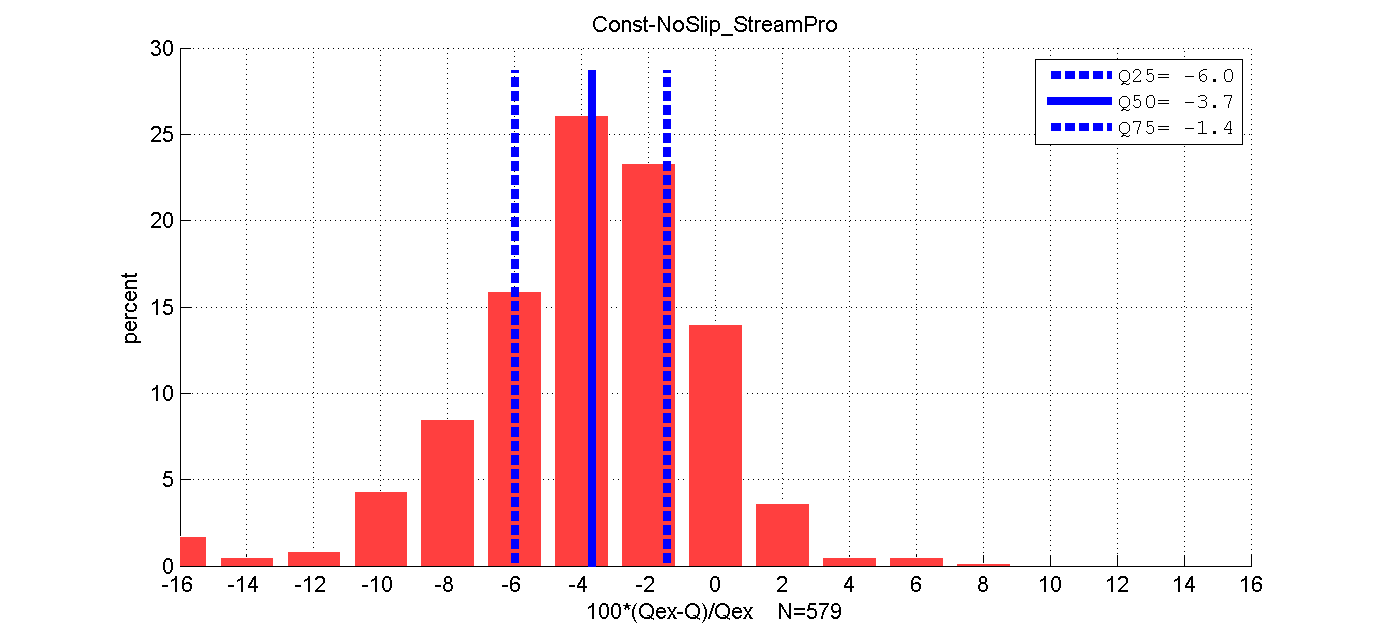 Const-NoSlip_StreamPro
30
25
20
15
10
5
0
percent
Q25= -6.0
Q50= -3.7
Q75= -1.4
-16 -14 -12 -10 -8 -6 -4 -2 0 2 4 6 8 10 12 14 16
100*(Qex-Q)/Qex N=579